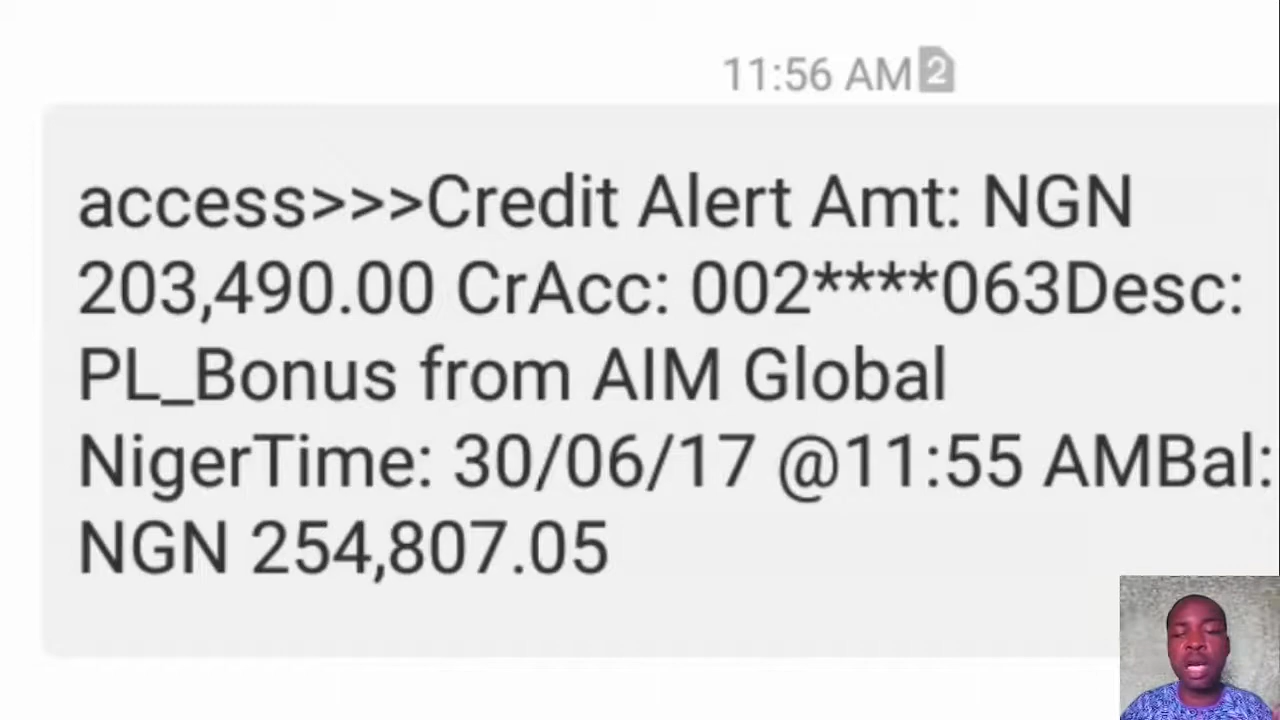 11:56 AM 2
access>>>Credit Alert Amt: NGN
203,490.00 CrAcc: 002****063Desc:
PL_Bonus from AIM Global
NigerTime: 30/06/17 @11:55 AMBal:
NGN 254,807.05